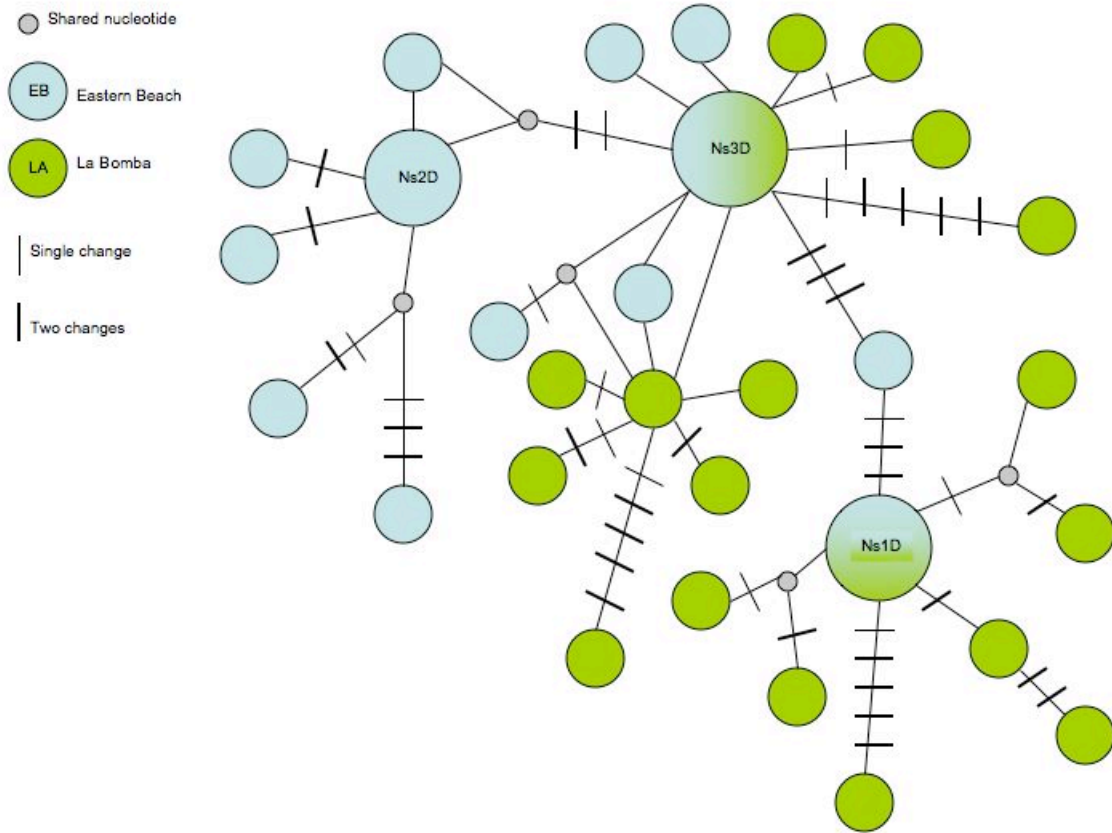 Shared nucleotide
EB Eastern Beach
LA La Bomba
Single change
Two changes
Ns2D
Ns3D
Ns1D